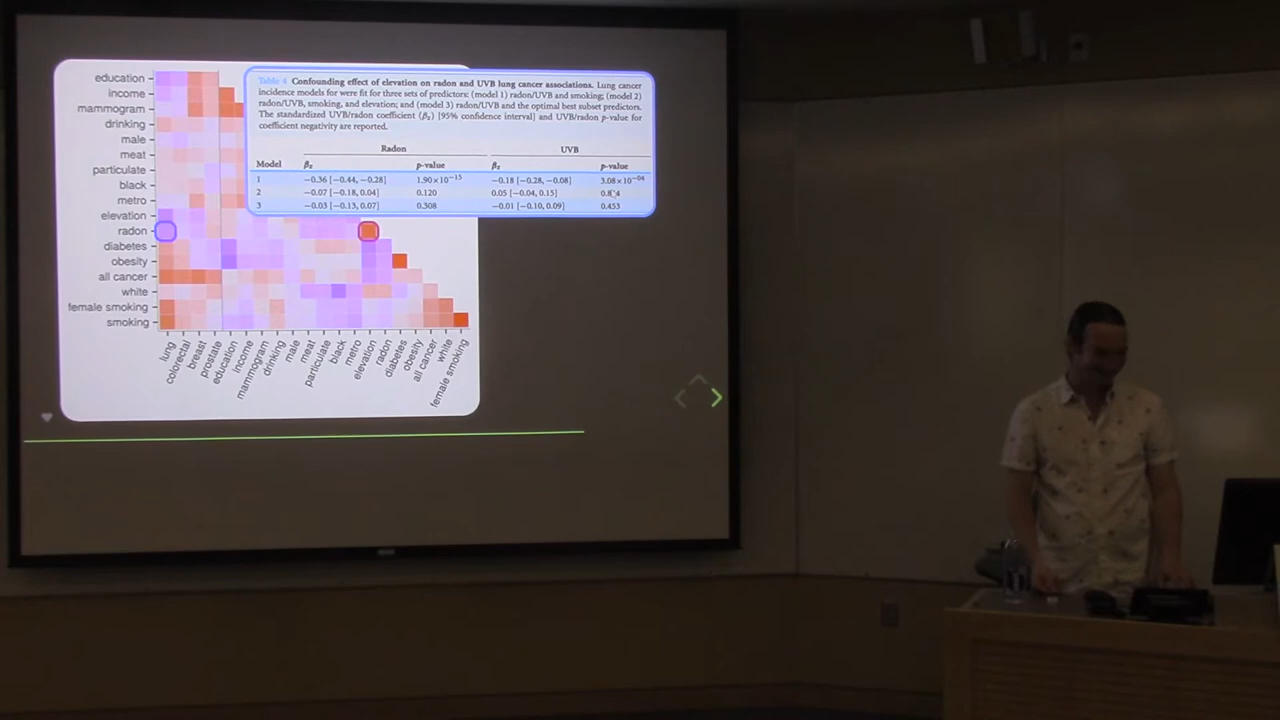 education
income
mammogram
drinking
male
meat
particulate
black
metro
elevation
radon
diabetes
obesity
all cancer
white
female smoking
smoking
lung
colorectal
breast
prostate
education
income
mammogram
drinking
male
meat
particulate
black
metro
elevation
radon
diabetes
obesity
all cancer
white
female smoking
Table 4 Confounding effect of elevation on radon and UVB lung cancer associations. Lung cancer
incidence models for were fit for three sets of predictors: (model 1) radon/UVB and smoking; (model 2)
radon/UVB, smoking, and elevation; and (model 3) radon/UVB and the optimal best subset predictors.
The standardized UVB/radon coefficient (βz) [95% confidence interval] and UVB/radon p-value for
coefficient negativity are reported.
Radon UVB
Model βz p-value βz p-value
1 −0.36 [−0.44, −0.28] 1.90×10⁻¹⁵ −0.18 [−0.28, −0.08] 3.08×10⁻⁰⁴
2 −0.07 [−0.18, 0.04] 0.120 0.05 [−0.04, 0.15]
3 −0.03 [−0.13, 0.07] 0.308 −0.01 [−0.10, 0.09] 0.453